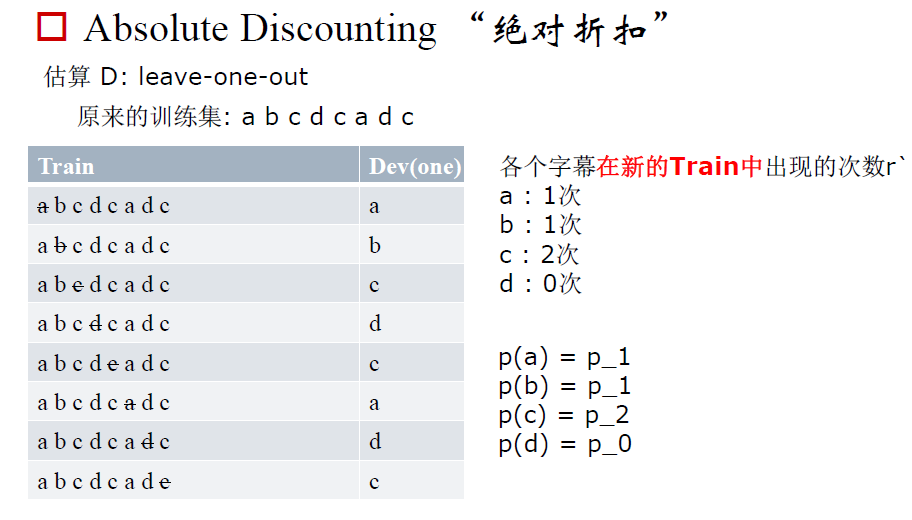 Absolute Discounting “绝对折扣”
估算 D: leave-one-out
原来的训练集: a b c d c a d c
Train Dev(one)
a b c d c a d c a
a b c d c a d c b
a b c d c a d c c
a b c d c a d c d
a b c d c a d c c
a b c d c a d c a
a b c d c a d c d
a b c d c a d c c
各个字幕在新的Train中出现的次数r`
a : 1次
b : 1次
c : 2次
d : 0次
p(a) = p_1
p(b) = p_1
p(c) = p_2
p(d) = p_0